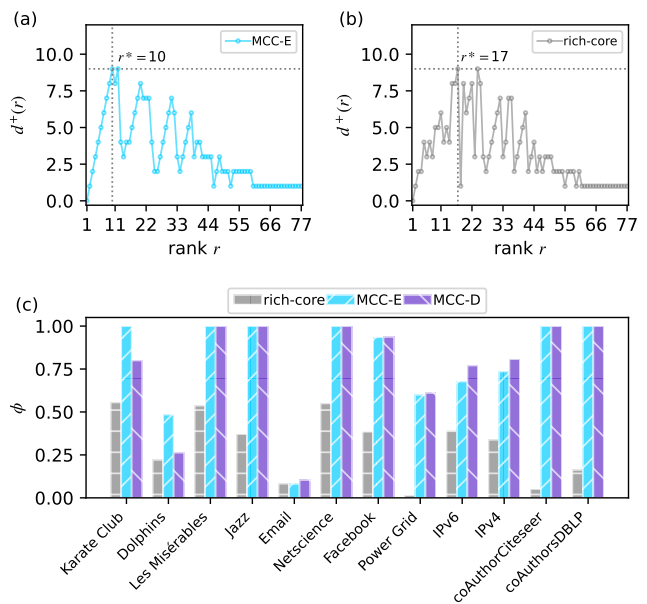 (a)
MCC-E
r* = 10
d⁺(r)
10.0
7.5
5.0
2.5
0.0
1 11 22 33 44 55 66 77
rank r
(b)
rich-core
r* = 17
d⁺(r)
10.0
7.5
5.0
2.5
0.0
1 11 22 33 44 55 66 77
rank r
(c)
rich-core MCC-E MCC-D
ϕ
1.00
0.75
0.50
0.25
0.00
Karate Club
Dolphins
Les Misérables
Jazz
Email
Netscience
Facebook
Power Grid
IPv6
IPv4
coAuthorCiteseer
coAuthorsDBLP